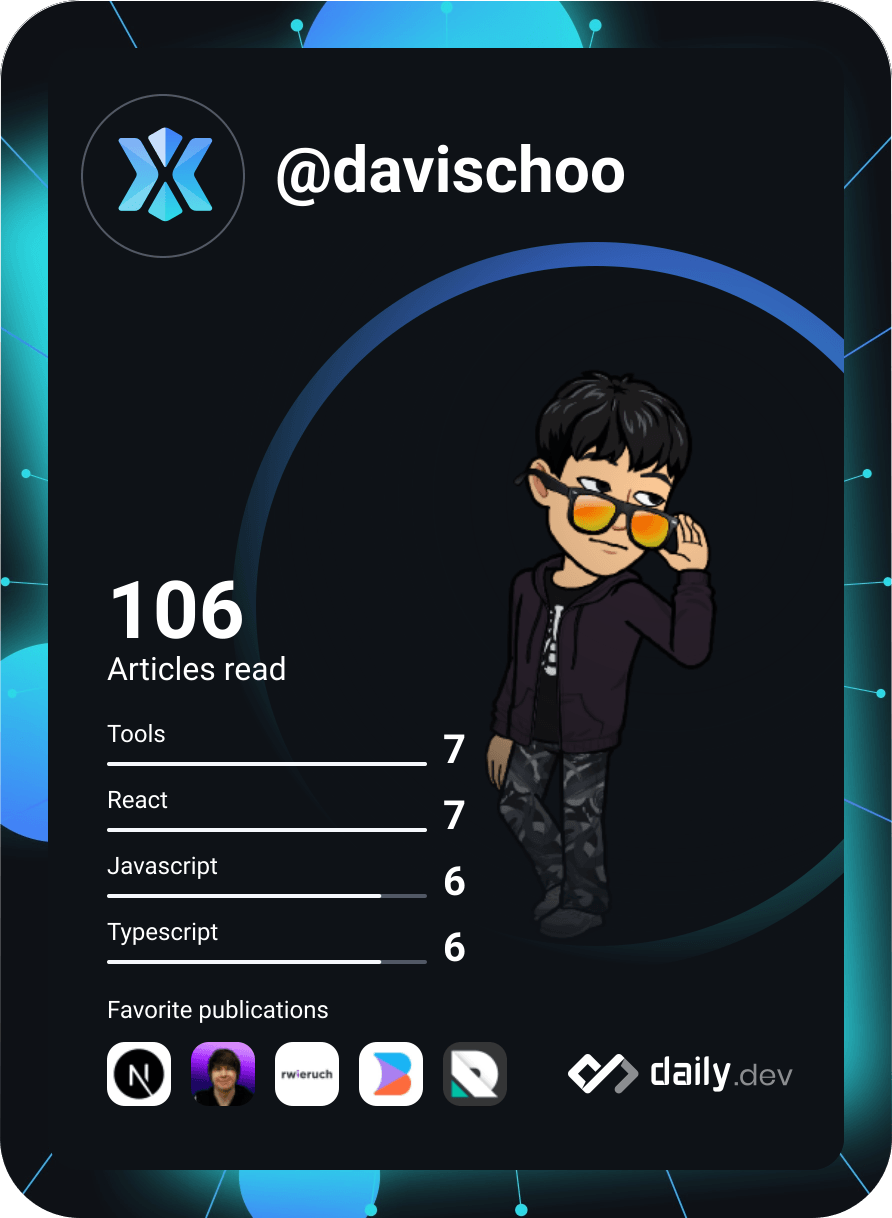 @davischoo
106
Articles read
Tools
7
React
7
Javascript
6
Typescript
6
Favorite publications
N
rwieruch
daily.dev